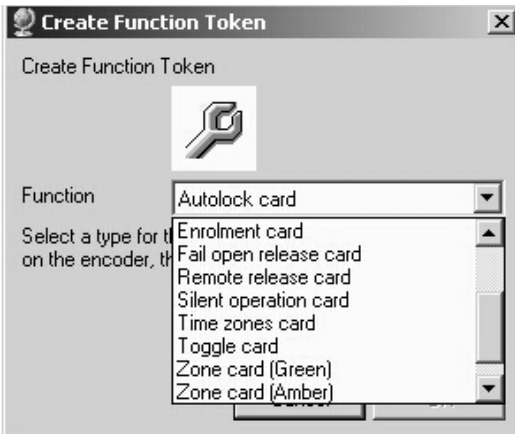 Create Function Token
Create Function Token
Function
Autolock card
Select a type for t
on the encoder, th
Enrolment card
Fail open release card
Remote release card
Silent operation card
Time zones card
Toggle card
Zone card (Green)
Zone card (Amber)